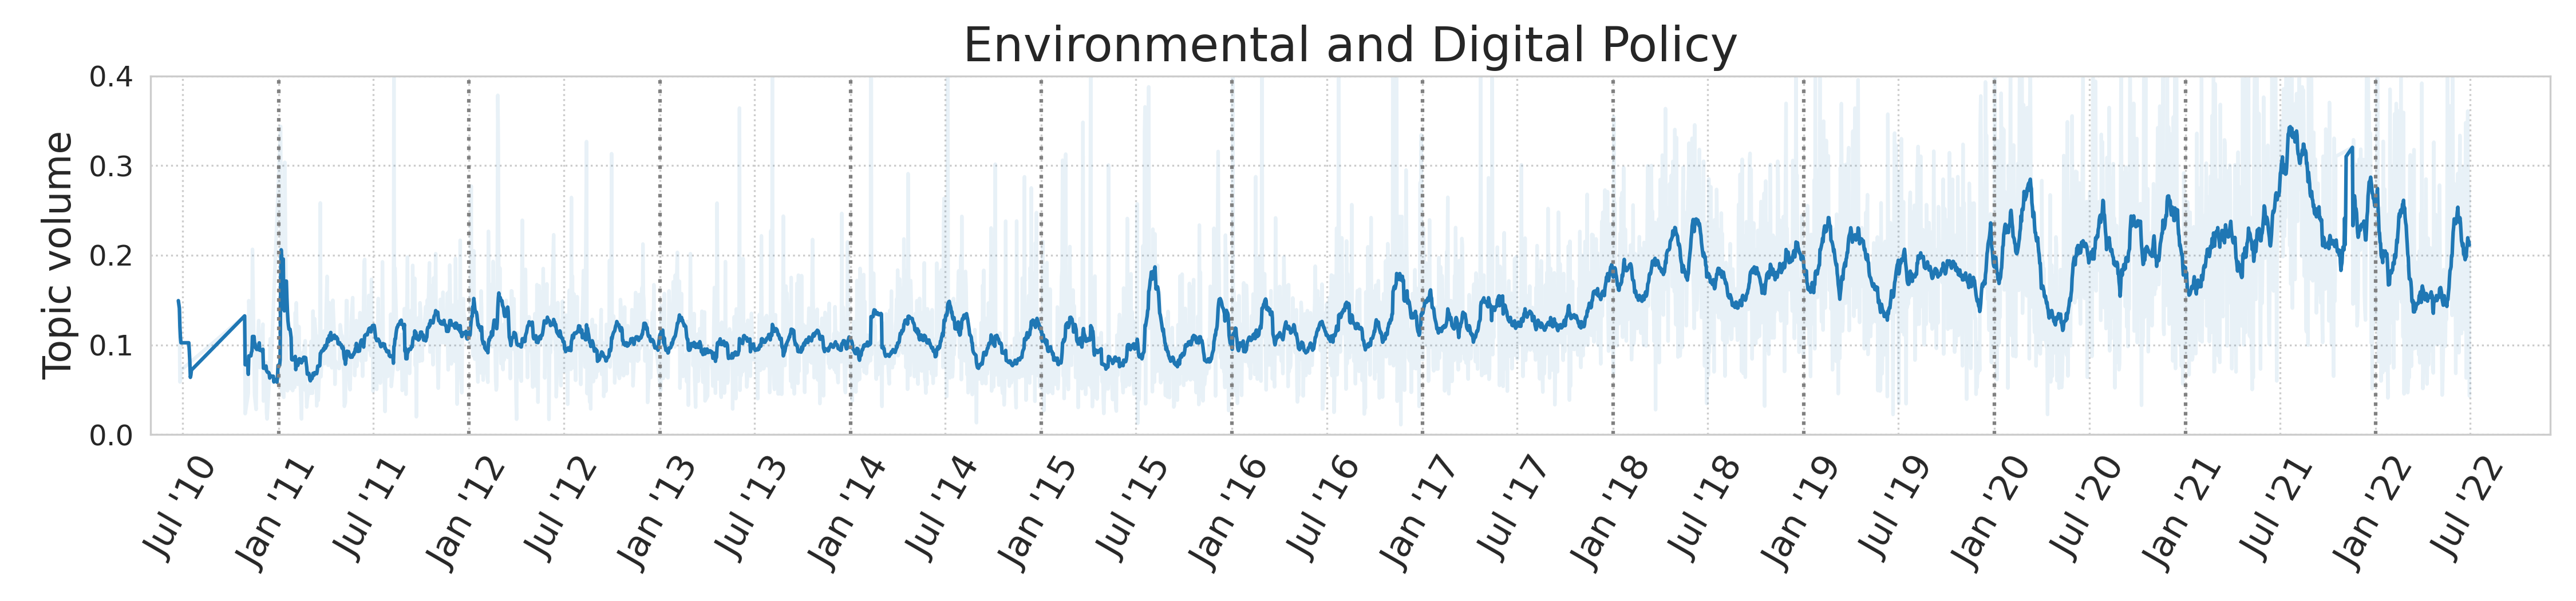 Environmental and Digital Policy
Topic volume
0.4
0.3
0.2
0.1
0.0
Jul '10
Jan '11
Jul '11
Jan '12
Jul '12
Jan '13
Jul '13
Jan '14
Jul '14
Jan '15
Jul '15
Jan '16
Jul '16
Jan '17
Jul '17
Jan '18
Jul '18
Jan '19
Jul '19
Jan '20
Jul '20
Jan '21
Jul '21
Jan '22
Jul '22